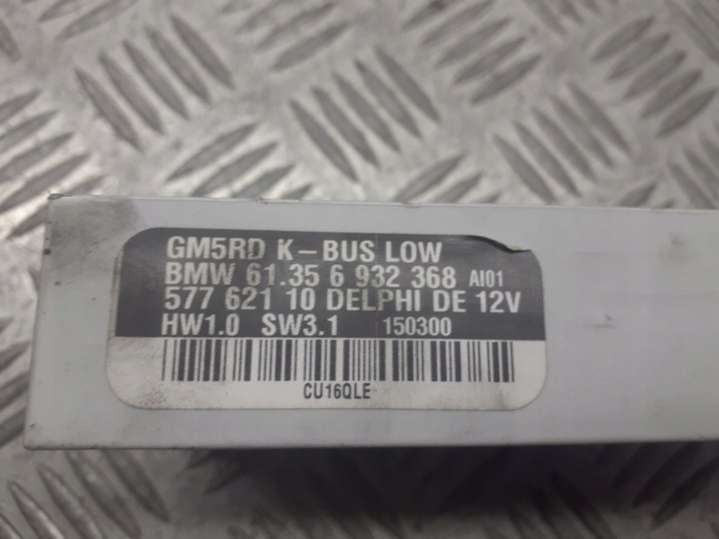 GM5RD K-BUS LOW
BMW 61.35 6 932 368 AI01
577 621 10 DELPHI DE 12V
HW1.0 SW3.1 150300
CU16QLE